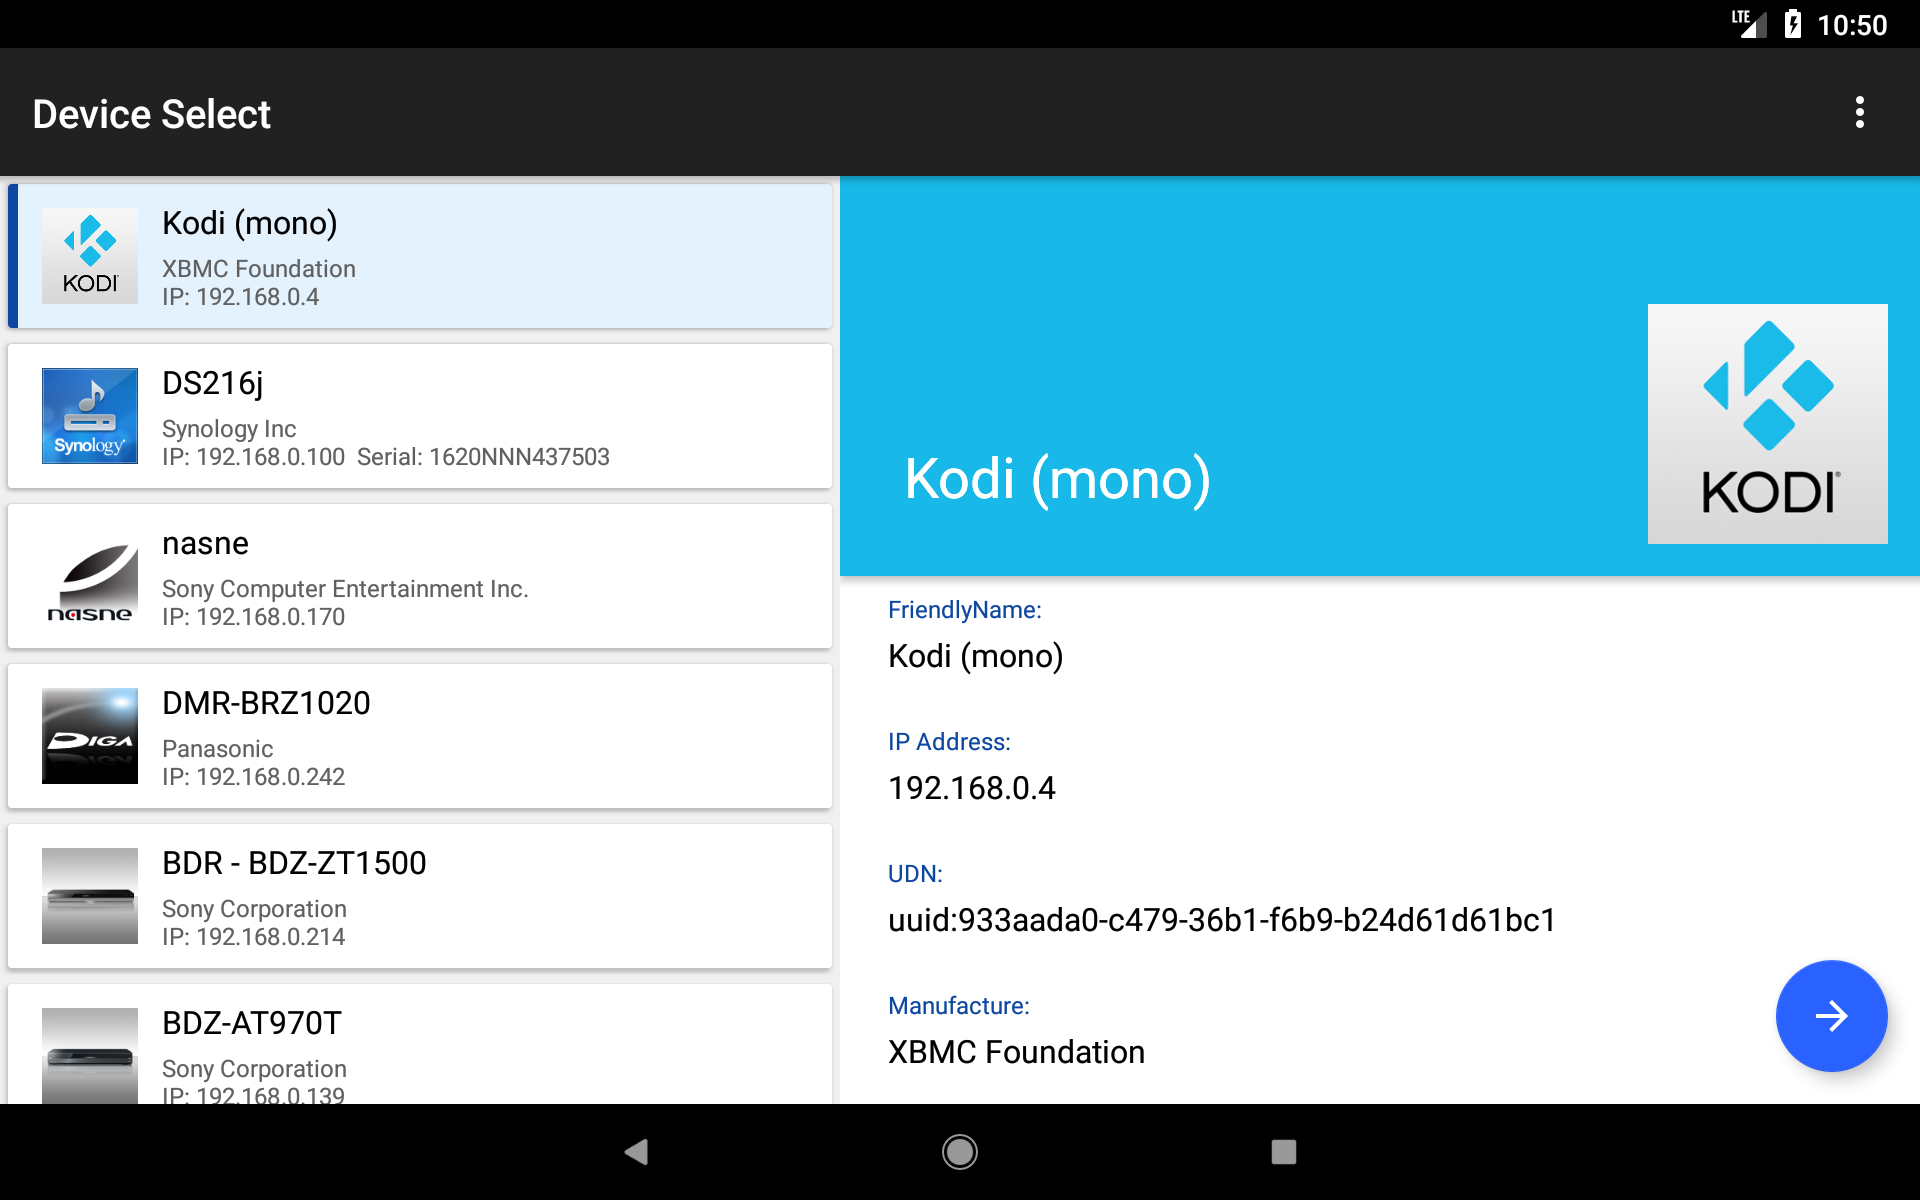 LTE 10:50
Device Select
KODI
Kodi (mono)
XBMC Foundation
IP: 192.168.0.4
Synology
DS216j
Synology Inc
IP: 192.168.0.100  Serial: 1620NNN437503
nasne
nasne
Sony Computer Entertainment Inc.
IP: 192.168.0.170
DIGA
DMR-BRZ1020
Panasonic
IP: 192.168.0.242
BDR - BDZ-ZT1500
Sony Corporation
IP: 192.168.0.214
BDZ-AT970T
Sony Corporation
IP: 192.168.0.139
Kodi (mono)
KODI
FriendlyName:
Kodi (mono)
IP Address:
192.168.0.4
UDN:
uuid:933aada0-c479-36b1-f6b9-b24d61d61bc1
Manufacture:
XBMC Foundation